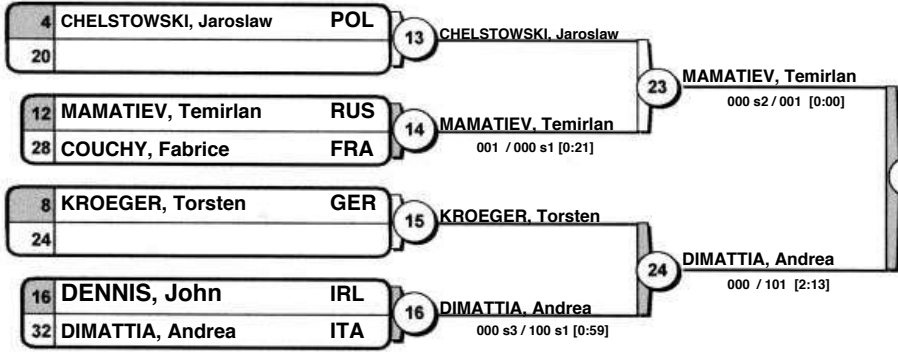 4 CHELSTOWSKI, Jaroslaw POL
20
13 CHELSTOWSKI, Jaroslaw
12 MAMATIEV, Temirlan RUS
28 COUCHY, Fabrice FRA
14 MAMATIEV, Temirlan
001 / 000 s1 [0:21]
23 MAMATIEV, Temirlan
000 s2 / 001 [0:00]
8 KROEGER, Torsten GER
24
15 KROEGER, Torsten
16 DENNIS, John IRL
32 DIMATTIA, Andrea ITA
16 DIMATTIA, Andrea
000 s3 / 100 s1 [0:59]
24 DIMATTIA, Andrea
000 / 101 [2:13]